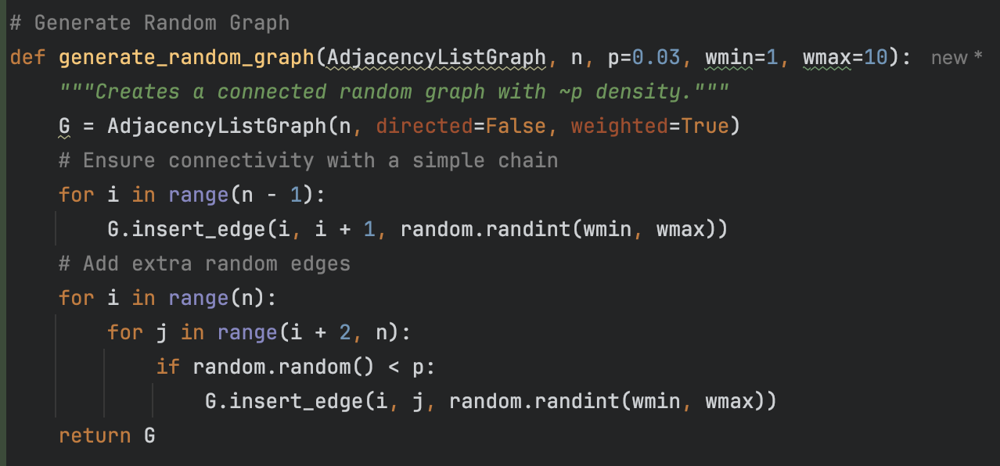 # Generate Random Graph
def generate_random_graph(AdjacencyListGraph, n, p=0.03, wmin=1, wmax=10): new *
    """Creates a connected random graph with ~p density."""
    G = AdjacencyListGraph(n, directed=False, weighted=True)
    # Ensure connectivity with a simple chain
    for i in range(n - 1):
        G.insert_edge(i, i + 1, random.randint(wmin, wmax))
    # Add extra random edges
    for i in range(n):
        for j in range(i + 2, n):
            if random.random() < p:
                G.insert_edge(i, j, random.randint(wmin, wmax))
    return G